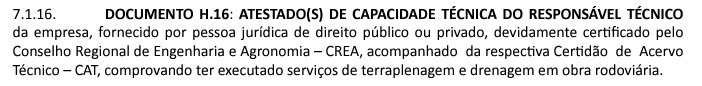 7.1.16. DOCUMENTO H.16: ATESTADO(S) DE CAPACIDADE TÉCNICA DO RESPONSÁVEL TÉCNICO
da empresa, fornecido por pessoa jurídica de direito público ou privado, devidamente certificado pelo
Conselho Regional de Engenharia e Agronomia – CREA, acompanhado da respectiva Certidão de Acervo
Técnico – CAT, comprovando ter executado serviços de terraplenagem e drenagem em obra rodoviária.